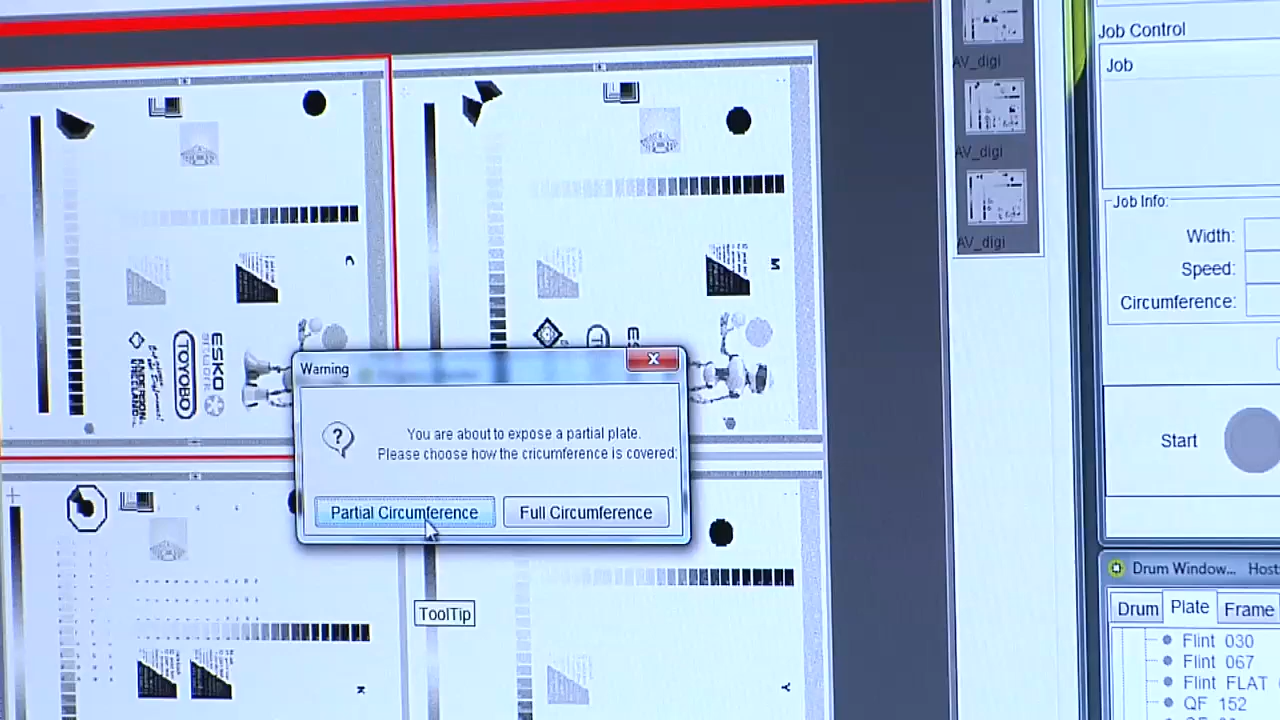 AV_digi
AV_digi
AV_digi
Job Control
Job
Job Info:
Width:
Speed:
Circumference:
Start
C
M
ESKO
TOYOBO
ES
Warning
You are about to expose a partial plate.
Please choose how the cricumference is covered:
Partial Circumference
Full Circumference
ToolTip
K
Y
Drum Window... Host
Drum
Plate
Frame
Flint 030
Flint 067
Flint FLAT
QF 152